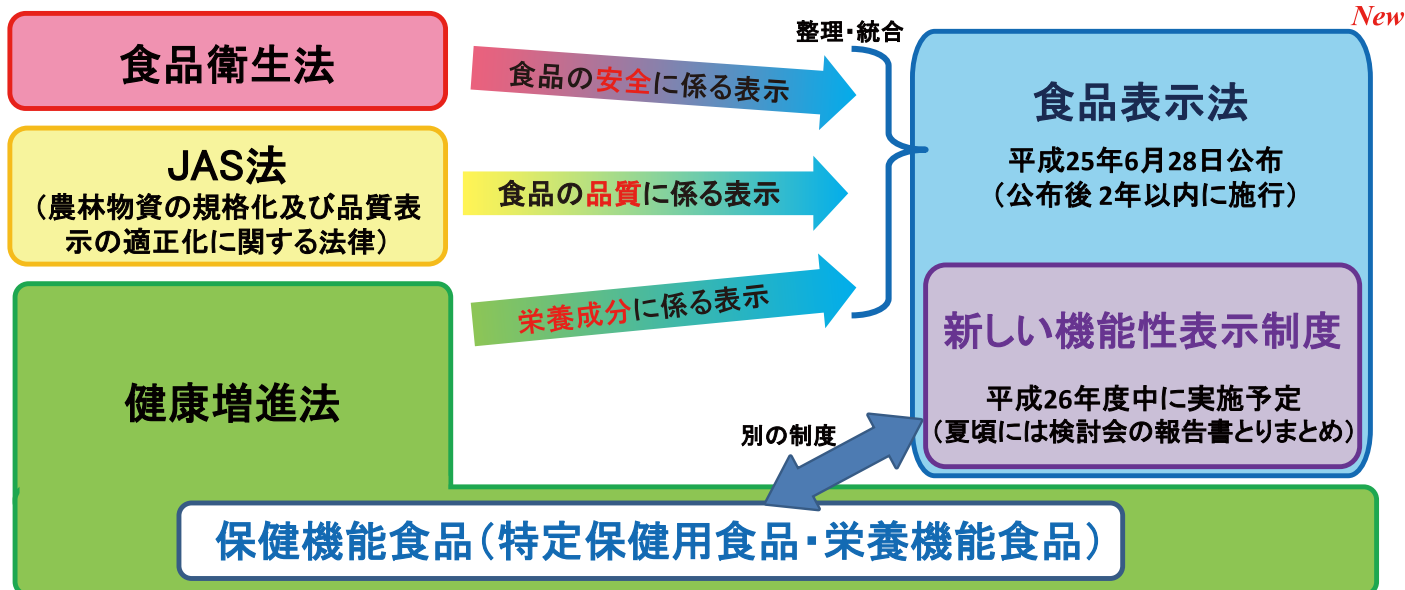 New
食品衛生法
食品の安全に係る表示
整理・統合
食品表示法
平成25年6月28日公布
（公布後 2年以内に施行）
JAS法
（農林物資の規格化及び品質表
示の適正化に関する法律）
食品の品質に係る表示
栄養成分に係る表示
新しい機能性表示制度
平成26年度中に実施予定
（夏頃には検討会の報告書とりまとめ）
健康増進法
別の制度
保健機能食品（特定保健用食品・栄養機能食品）